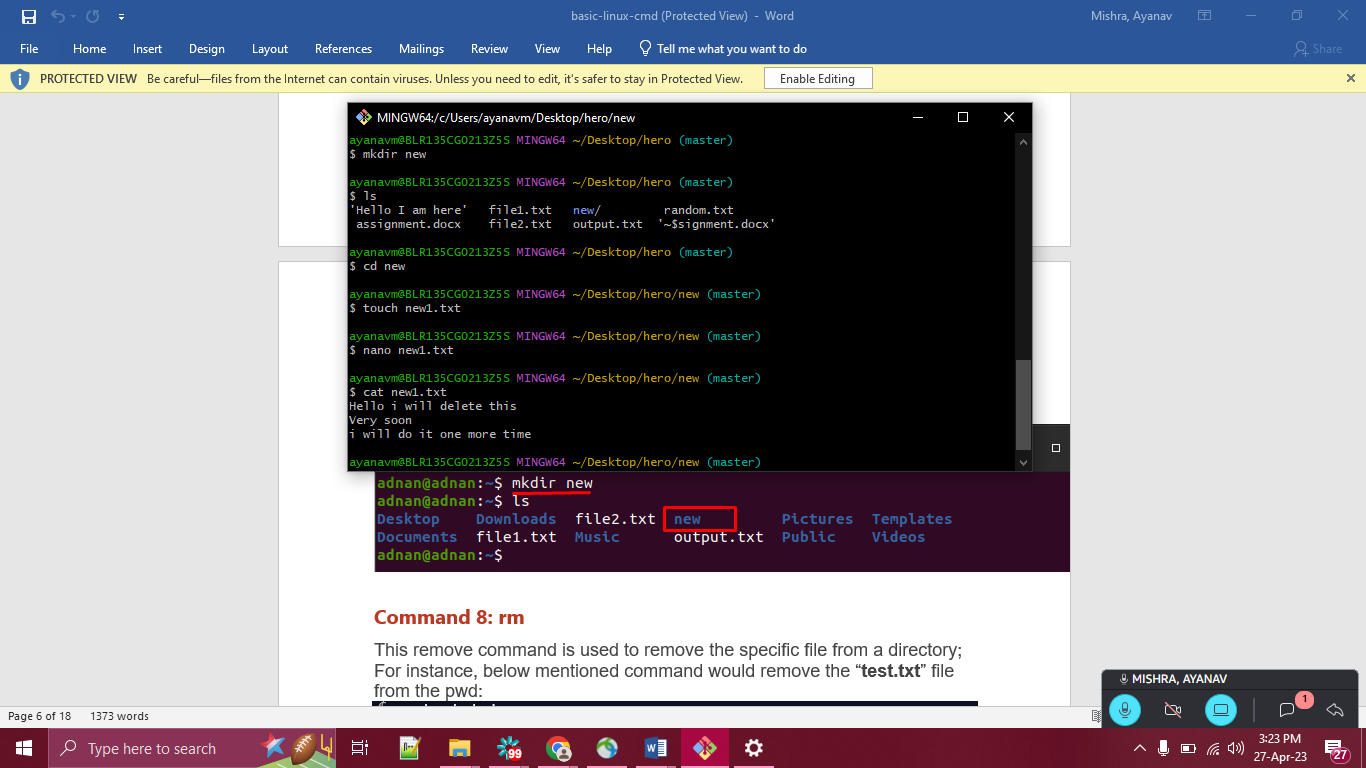 basic-linux-cmd (Protected View) - Word
Mishra, Ayanav
File Home Insert Design Layout References Mailings Review View Help Tell me what you want to do Share
PROTECTED VIEW Be careful—files from the Internet can contain viruses. Unless you need to edit, it's safer to stay in Protected View. Enable Editing
MINGW64:/c/Users/ayanavm/Desktop/hero/new
ayanavm@BLR135CG0213Z5S MINGW64 ~/Desktop/hero (master)
$ mkdir new
ayanavm@BLR135CG0213Z5S MINGW64 ~/Desktop/hero (master)
$ ls
'Hello I am here' file1.txt new/ random.txt
assignment.docx file2.txt output.txt '~$signment.docx'
ayanavm@BLR135CG0213Z5S MINGW64 ~/Desktop/hero (master)
$ cd new
ayanavm@BLR135CG0213Z5S MINGW64 ~/Desktop/hero/new (master)
$ touch new1.txt
ayanavm@BLR135CG0213Z5S MINGW64 ~/Desktop/hero/new (master)
$ nano new1.txt
ayanavm@BLR135CG0213Z5S MINGW64 ~/Desktop/hero/new (master)
$ cat new1.txt
Hello i will delete this
Very soon
i will do it one more time
ayanavm@BLR135CG0213Z5S MINGW64 ~/Desktop/hero/new (master)
adnan@adnan:~$ mkdir new
adnan@adnan:~$ ls
Desktop Downloads file2.txt new Pictures Templates
Documents file1.txt Music output.txt Public Videos
adnan@adnan:~$
Command 8: rm
This remove command is used to remove the specific file from a directory;
For instance, below mentioned command would remove the “test.txt” file
from the pwd:
MISHRA, AYANAV
1
Page 6 of 18 1373 words
Type here to search
99
3:23 PM
27-Apr-23
27